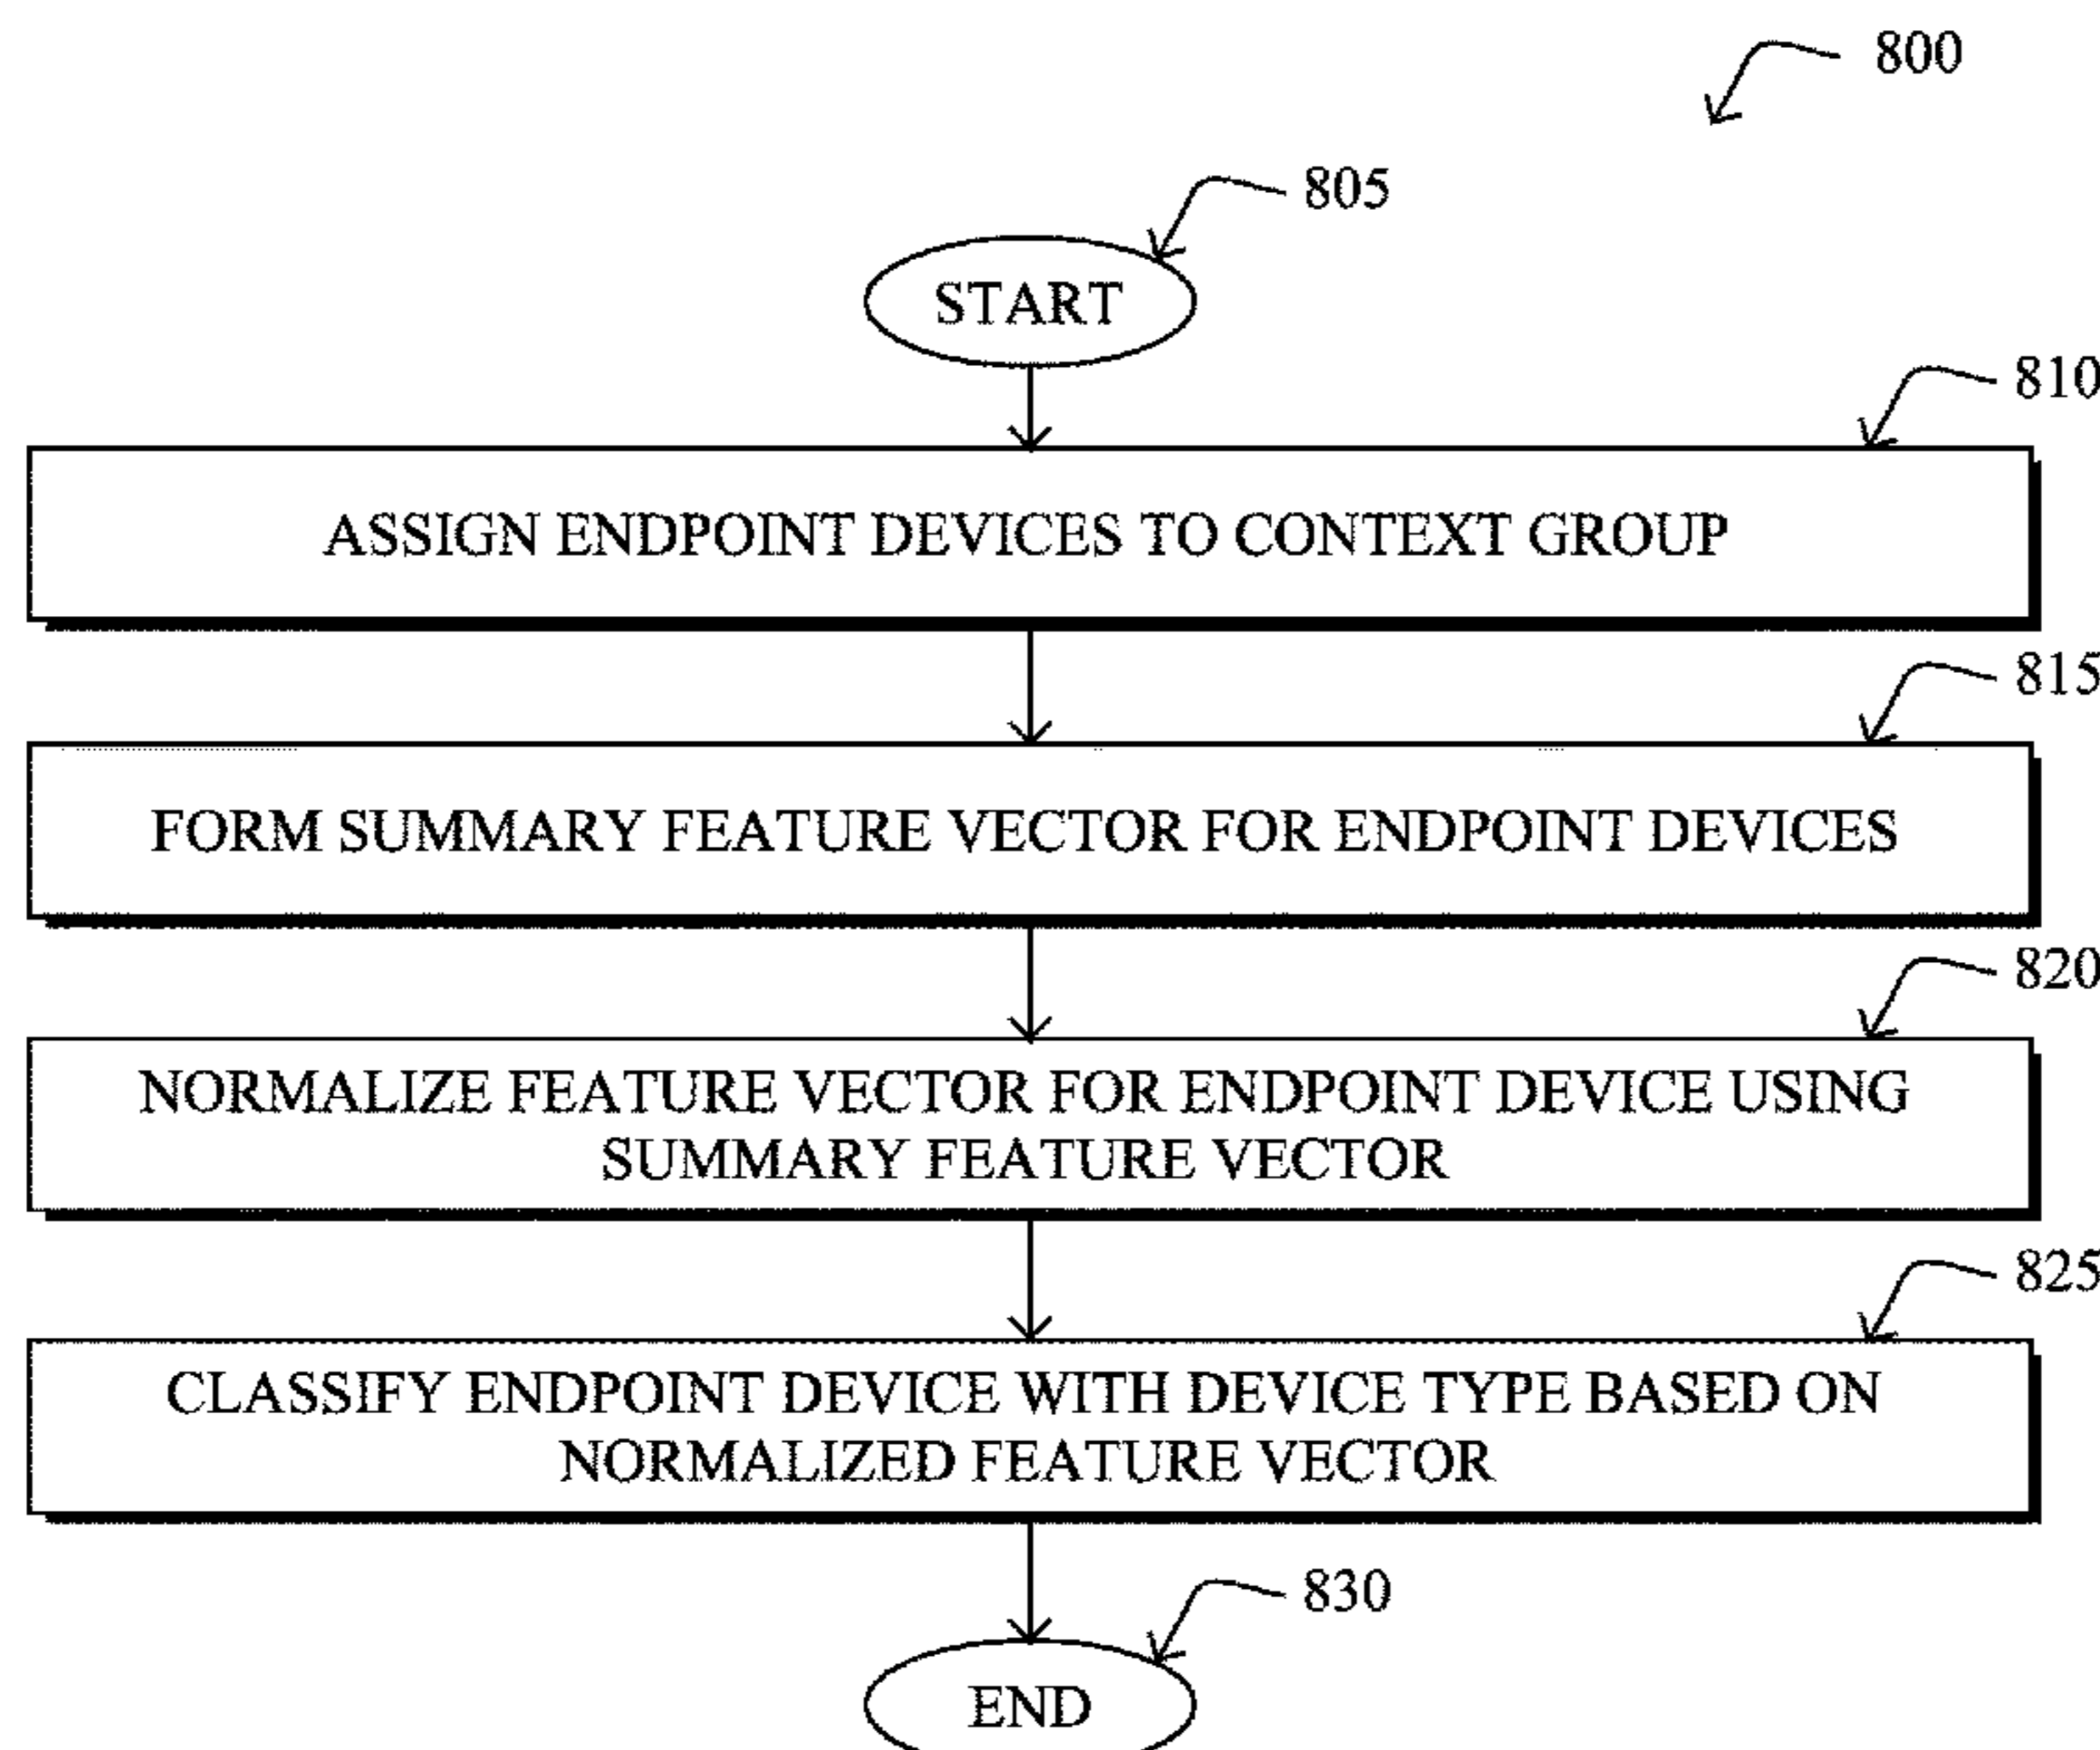 800
805
START
810
ASSIGN ENDPOINT DEVICES TO CONTEXT GROUP
815
FORM SUMMARY FEATURE VECTOR FOR ENDPOINT DEVICES
820
NORMALIZE FEATURE VECTOR FOR ENDPOINT DEVICE USING
SUMMARY FEATURE VECTOR
825
CLASSIFY ENDPOINT DEVICE WITH DEVICE TYPE BASED ON
NORMALIZED FEATURE VECTOR
830
END